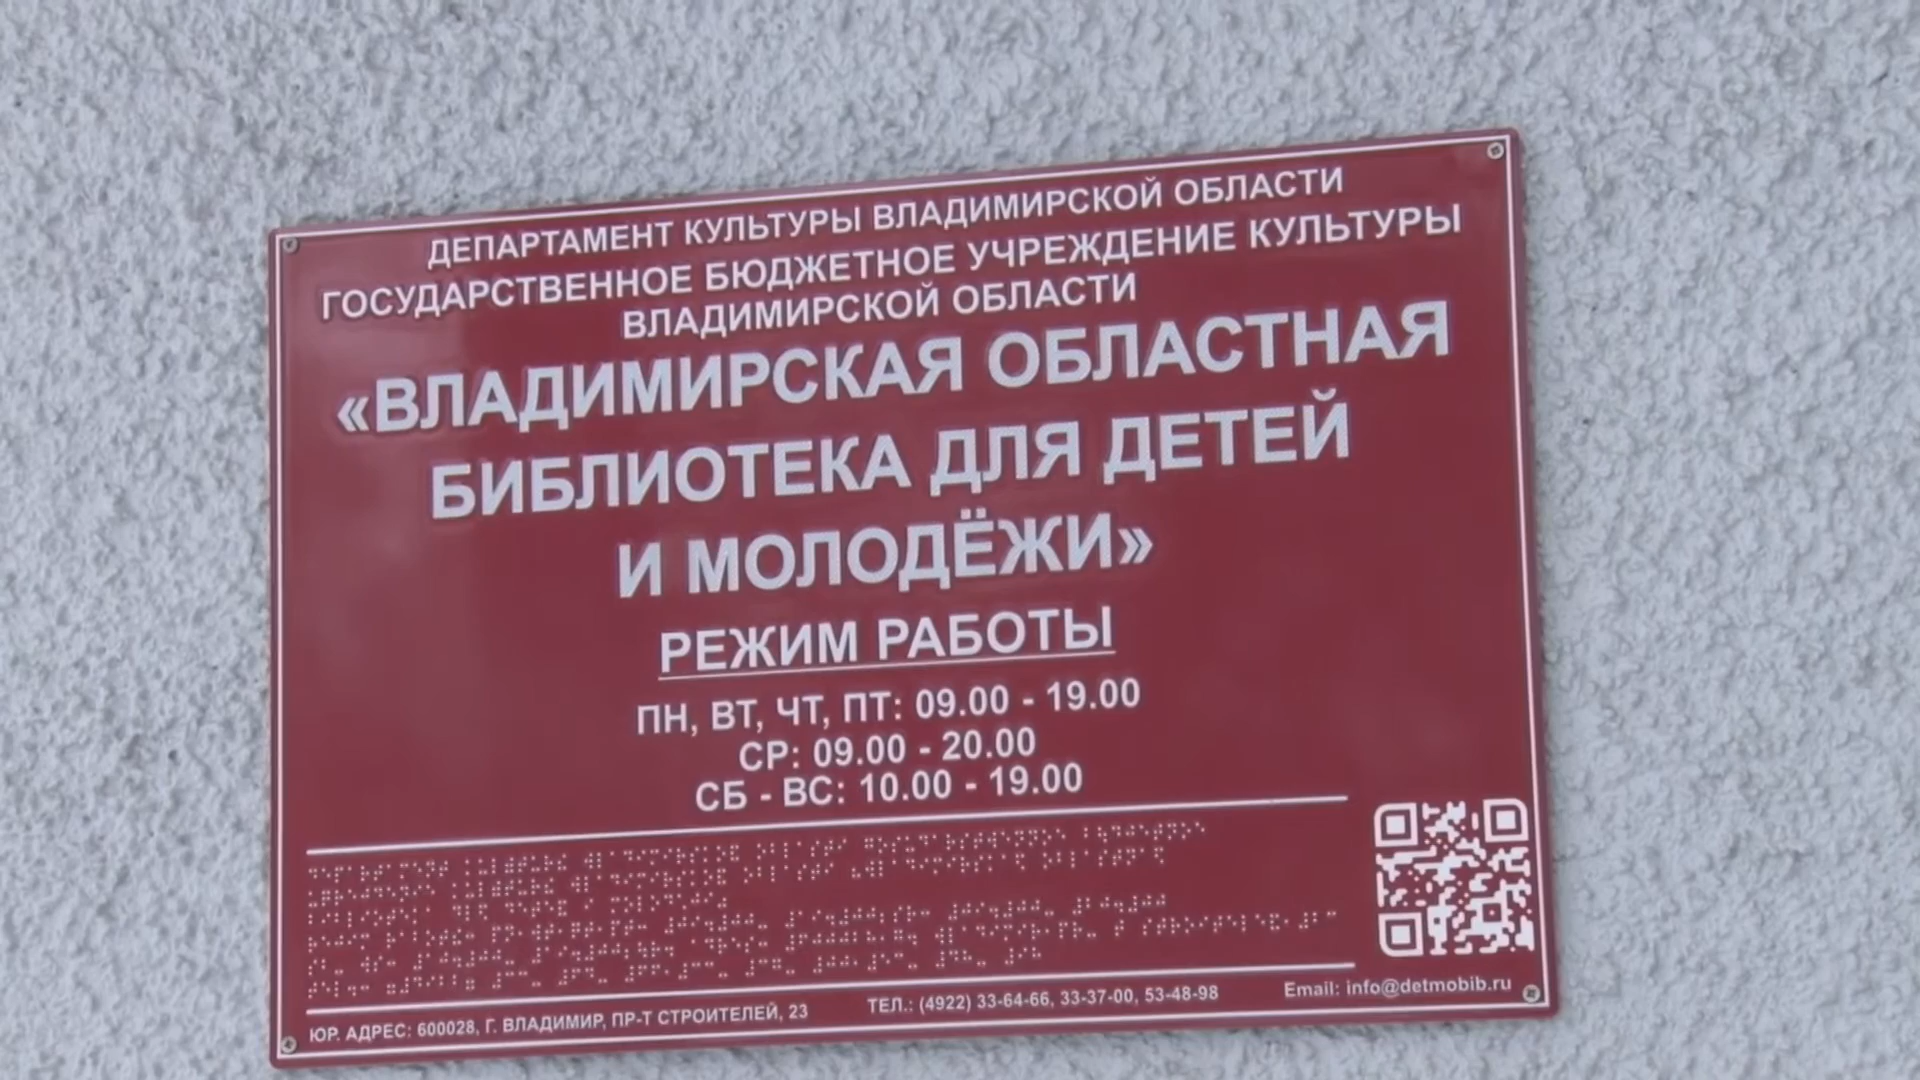 ДЕПАРТАМЕНТ КУЛЬТУРЫ ВЛАДИМИРСКОЙ ОБЛАСТИ
ГОСУДАРСТВЕННОЕ БЮДЖЕТНОЕ УЧРЕЖДЕНИЕ КУЛЬТУРЫ
ВЛАДИМИРСКОЙ ОБЛАСТИ
«ВЛАДИМИРСКАЯ ОБЛАСТНАЯ
БИБЛИОТЕКА ДЛЯ ДЕТЕЙ
И МОЛОДЁЖИ»
РЕЖИМ РАБОТЫ
ПН, ВТ, ЧТ, ПТ: 09.00 - 19.00
СР: 09.00 - 20.00
СБ - ВС: 10.00 - 19.00
ЮР. АДРЕС: 600028, Г. ВЛАДИМИР, ПР-Т СТРОИТЕЛЕЙ, 23 ТЕЛ.: (4922) 33-64-66, 33-37-00, 53-48-98 Email: info@detmobib.ru